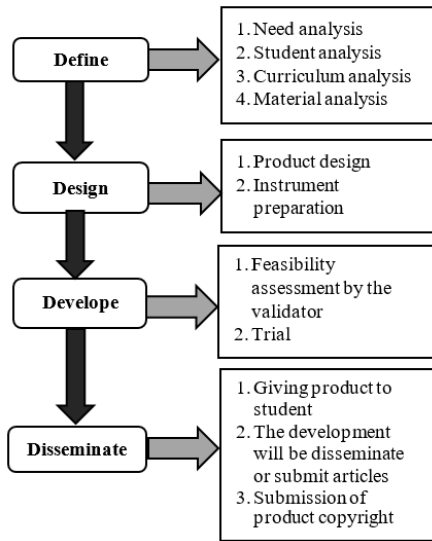 Define
1. Need analysis
2. Student analysis
3. Curriculum analysis
4. Material analysis
Design
1. Product design
2. Instrument
preparation
Develope
1. Feasibility
assessment by the
validator
2. Trial
Disseminate
1. Giving product to
student
2. The development
will be disseminate
or submit articles
3. Submission of
product copyright